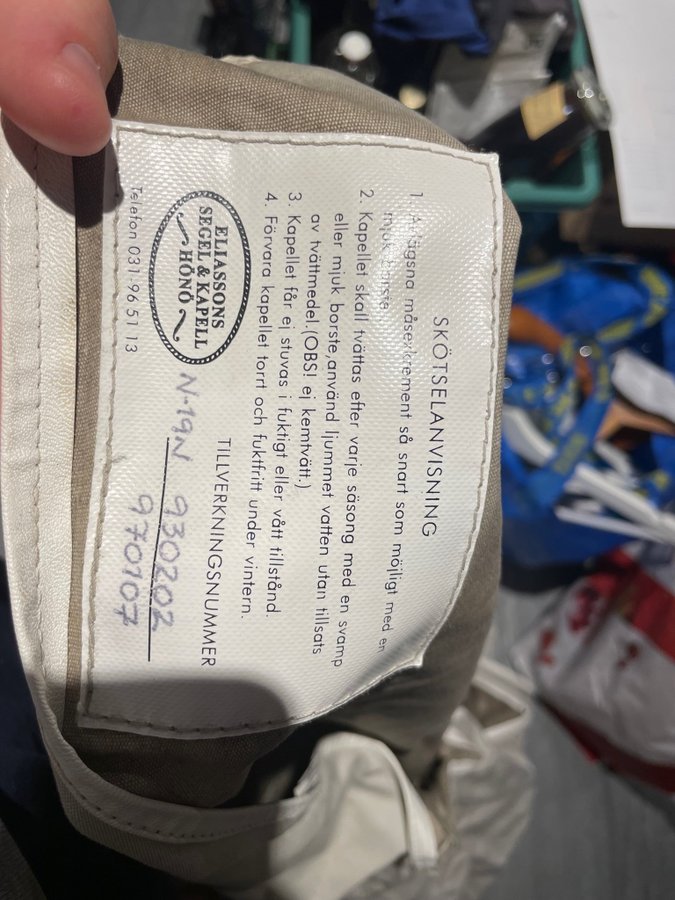 SKÖTSELANVISNING
1. Avlägsna måsexkrement så snart som möjligt med en
mjuk borste.
2. Kapellet skall tvättas efter varje säsong med en svamp
eller mjuk borste,använd ljummet vatten utan tillsats
av tvättmedel.(OBS! ej kemtvätt.)
3. Kapellet får ej stuvas i fuktigt eller vått tillstånd.
4. Förvara kapellet torrt och fuktfritt under vintern.
TILLVERKNINGSNUMMER
ELIASSONS
SEGEL & KAPELL
HÖNÖ
N-19N 930202
970107
Telefon 031-96 51 13